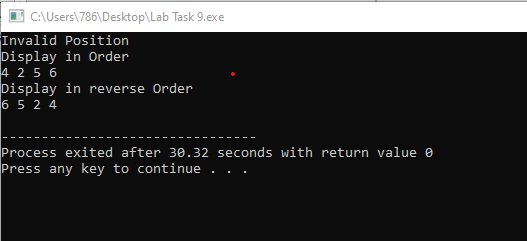 C:\Users\786\Desktop\Lab Task 9.exe
Invalid Position
Display in Order
4 2 5 6
Display in reverse Order
6 5 2 4
--------------------------------
Process exited after 30.32 seconds with return value 0
Press any key to continue . . .